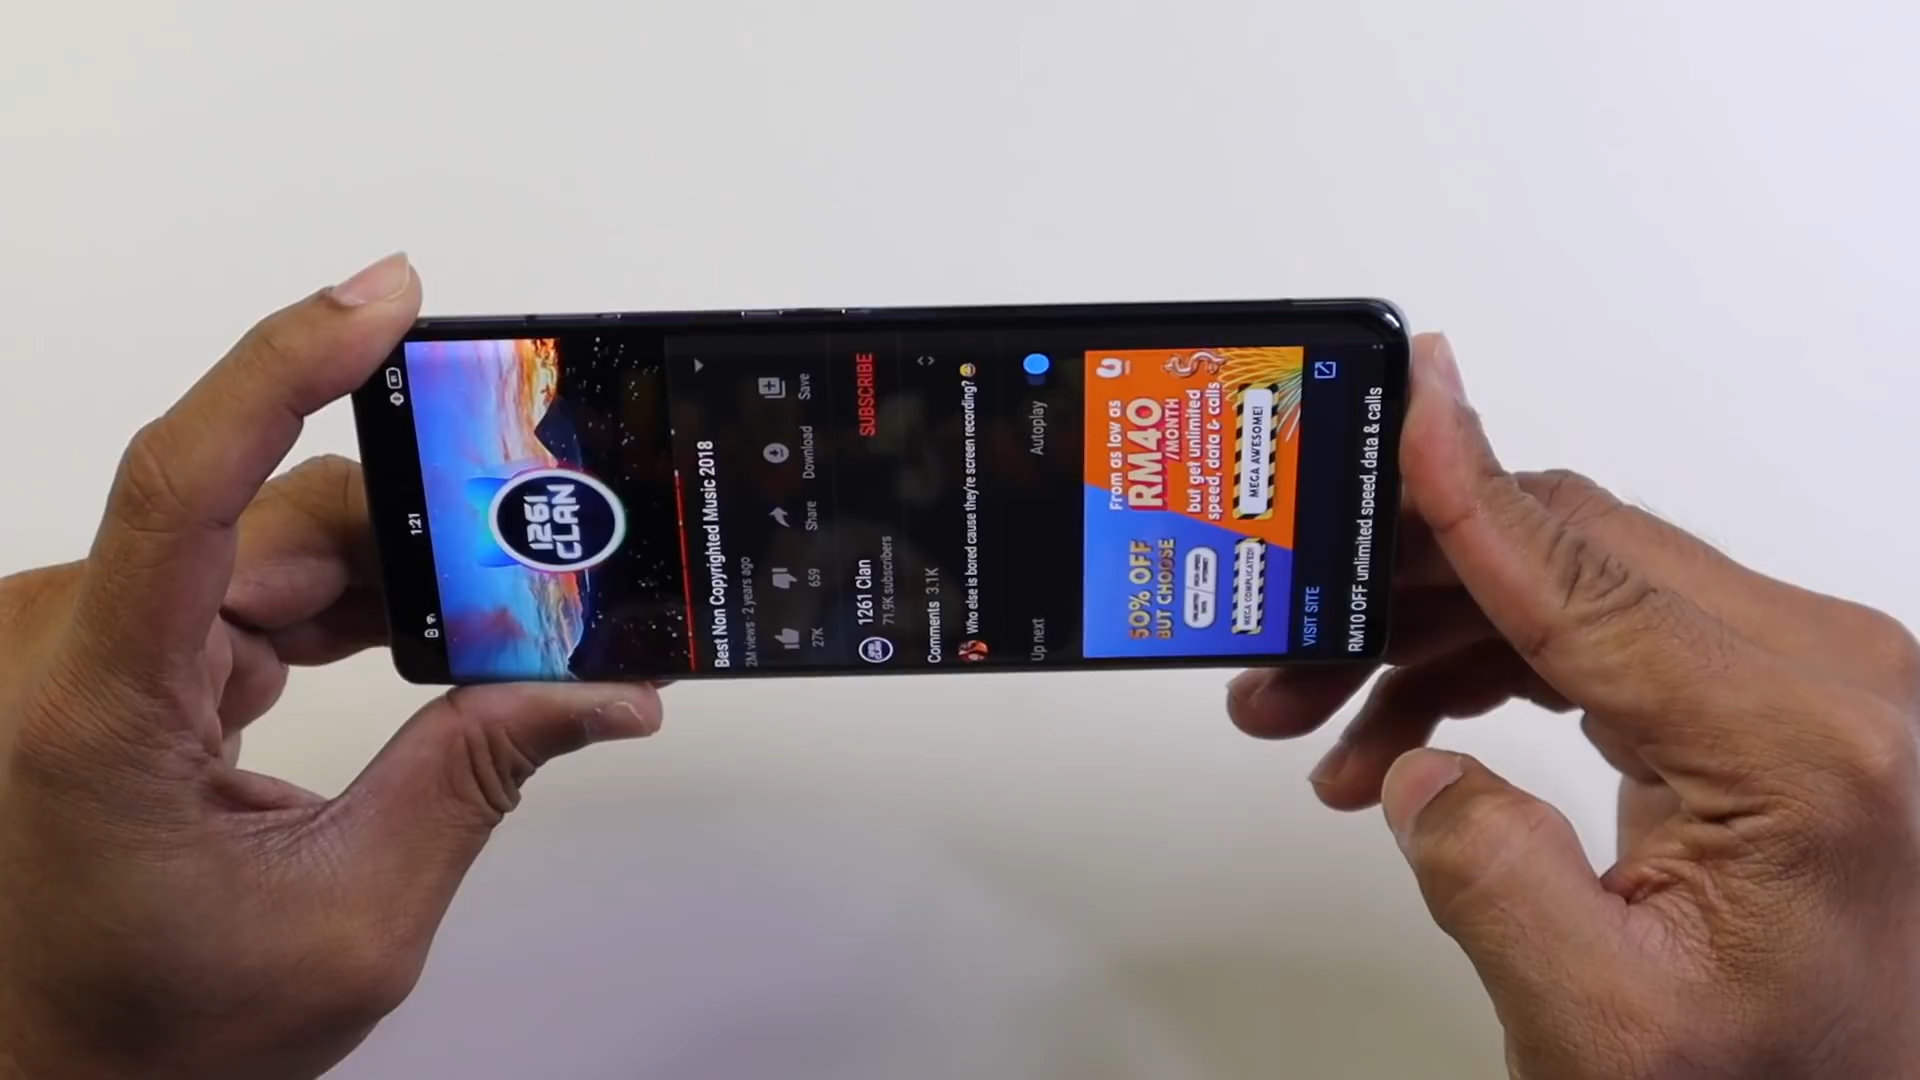 1:21
1261
CLAN
Best Non Copyrighted Music 2018
2M views · 2 years ago
27K
659
Share
Download
Save
1261 Clan
71.9K subscribers
SUBSCRIBE
Comments 3.1K
Who else is bored cause they're screen recording? 😂
Up next
Autoplay
50% OFF
BUT CHOOSE
MEGA COMPLICATED!
From as low as
RM40
/MONTH
but get unlimited
speed, data & calls
MEGA AWESOME!
VISIT SITE
RM10 OFF unlimited speed, data & calls